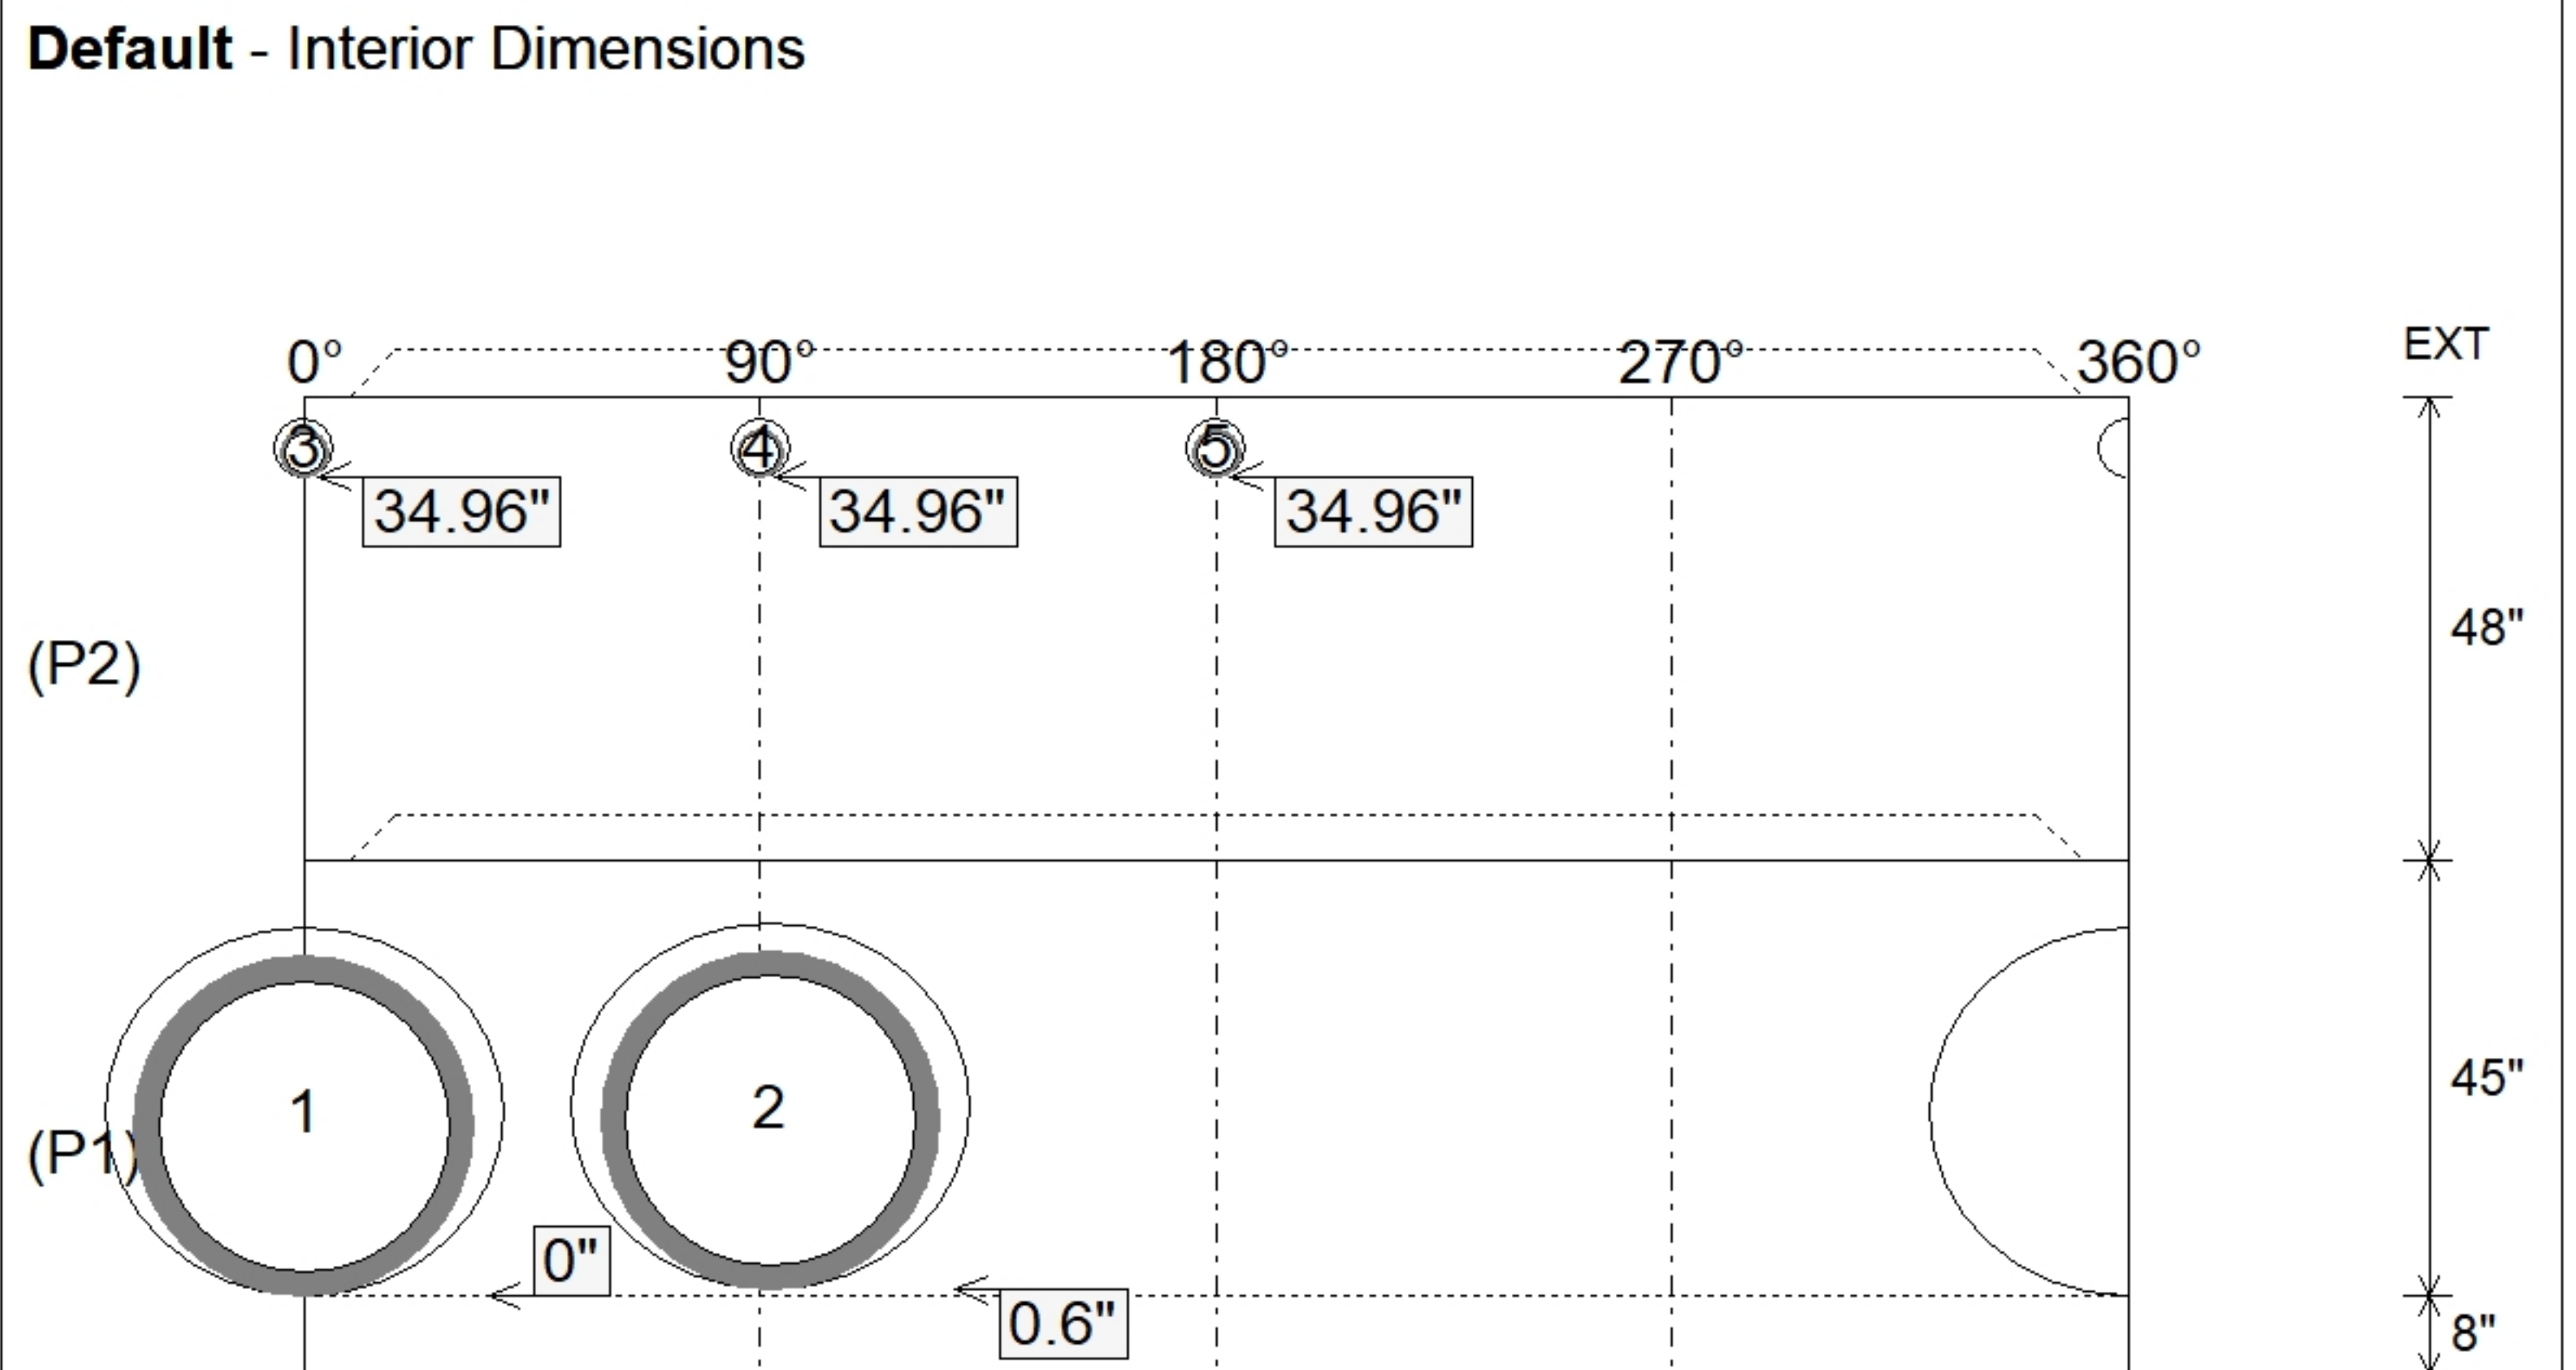 Default - Interior Dimensions
0° 90° 180° 270° 360° EXT
3 4 5
34.96" 34.96" 34.96"
48"
(P2)
45"
1 2
(P1)
0"
0.6"
8"